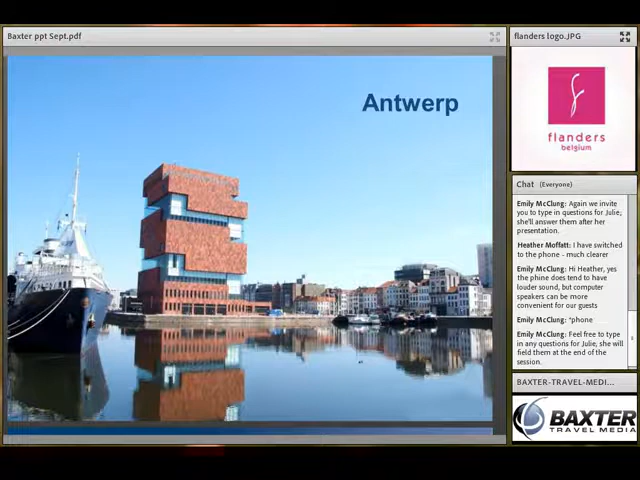 Baxter ppt Sept.pdf
Antwerp
flanders logo.JPG
flanders
belgium
Chat (Everyone)
Emily McClung: Again we invite
you to type in questions for Julie,
she'll answer them after her
presentation.
Heather Moffatt: I have switched
to the phone - much clearer
Emily McClung: Hi Heather, yes
the phine does tend to have
louder sound, but computer
speakers can be more
convenient for our guests
Emily McClung: *phone
Emily McClung: Feel free to type
in any questions for Julie, she will
field them at the end of the
session.
BAXTER-TRAVEL-MEDI...
BAXTER
TRAVEL MEDIA